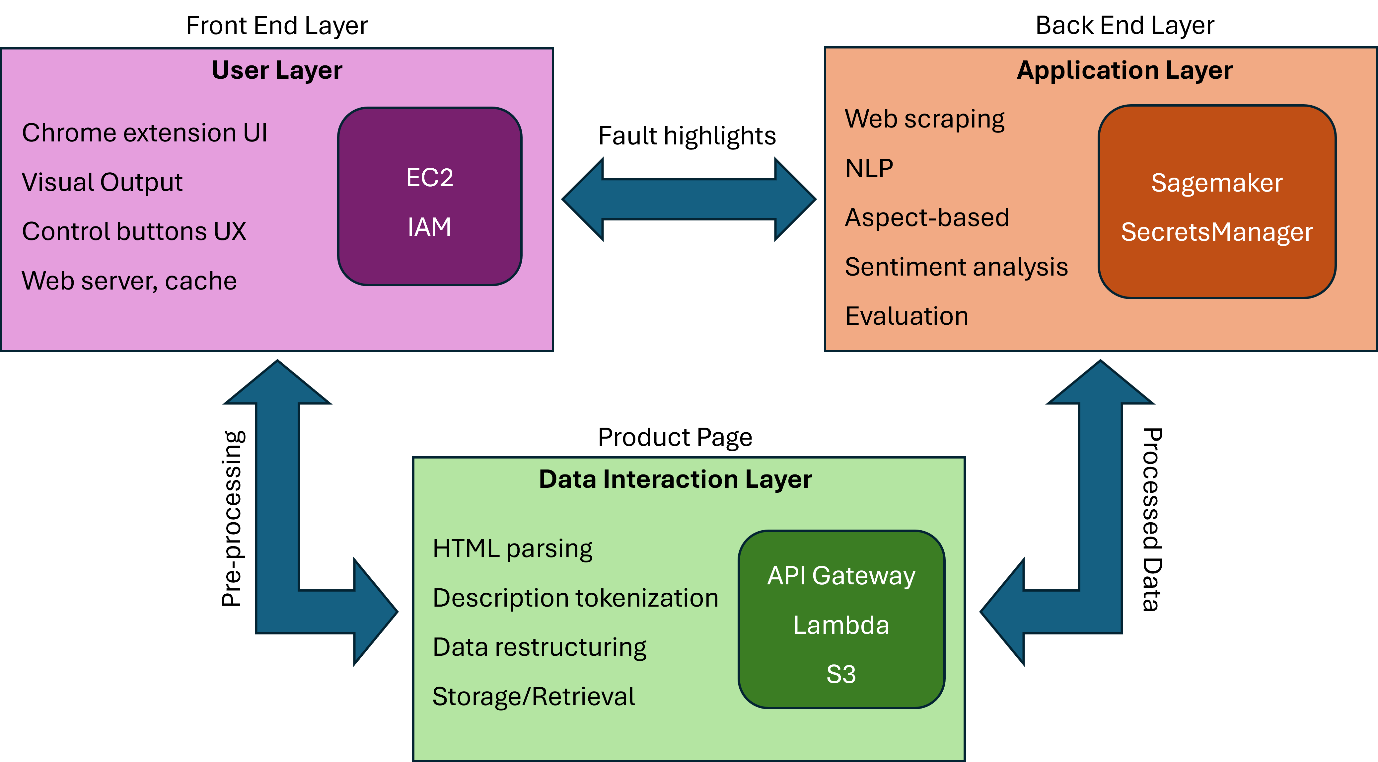 Front End Layer
User Layer
Chrome extension UI
Visual Output
Control buttons UX
Web server, cache
EC2
IAM
Fault highlights
Back End Layer
Application Layer
Web scraping
NLP
Aspect-based
Sentiment analysis
Evaluation
Sagemaker
SecretsManager
Pre-processing
Product Page
Data Interaction Layer
HTML parsing
Description tokenization
Data restructuring
Storage/Retrieval
API Gateway
Lambda
S3
Processed Data